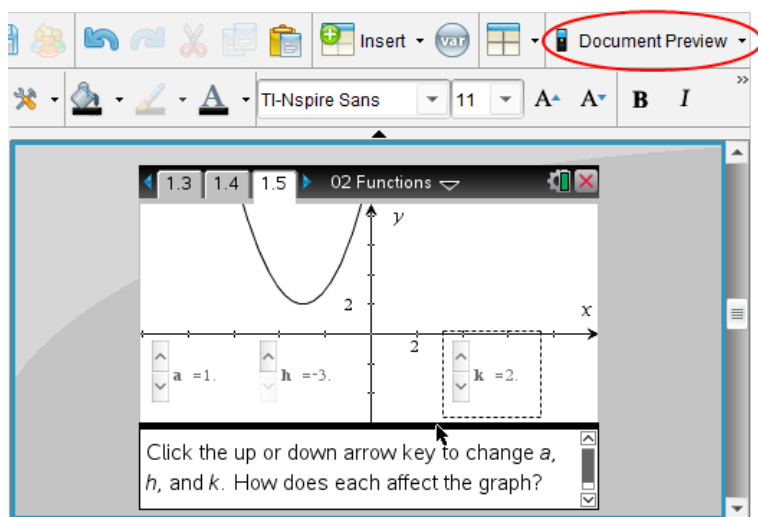 Insert var Document Preview
TI-Nspire Sans 11 A A B I »
1.3 1.4 1.5 02 Functions
y
2
x
2
a =1. h =-3. k =2.
Click the up or down arrow key to change a,
h, and k. How does each affect the graph?